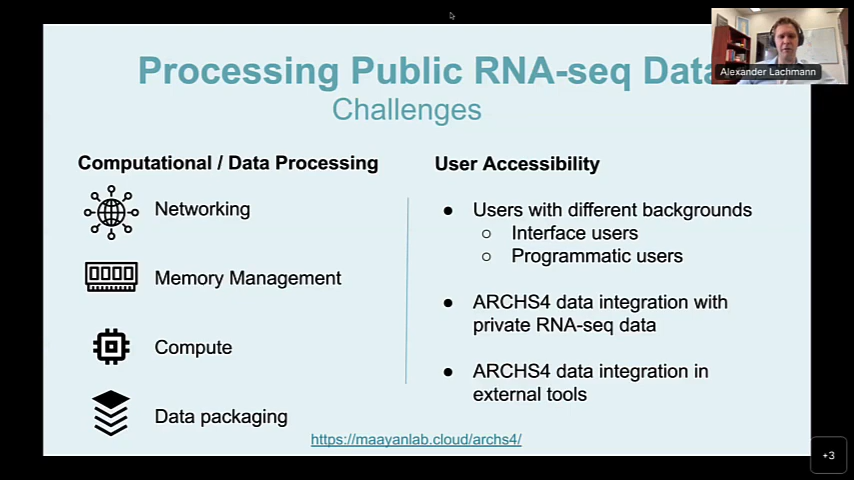 Processing Public RNA-seq Data
Challenges
Alexander Lachmann
Computational / Data Processing
Networking
Memory Management
Compute
Data packaging
User Accessibility
● Users with different backgrounds
○ Interface users
○ Programmatic users
● ARCHS4 data integration with
private RNA-seq data
● ARCHS4 data integration in
external tools
https://maayanlab.cloud/archs4/
+3